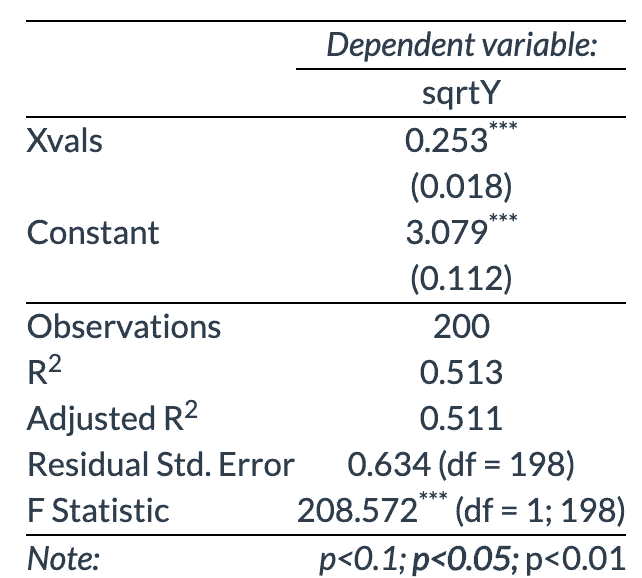 Dependent variable:
sqrtY
Xvals 0.253***
(0.018)
Constant 3.079***
(0.112)
Observations 200
R2 0.513
Adjusted R2 0.511
Residual Std. Error 0.634 (df = 198)
F Statistic 208.572*** (df = 1; 198)
Note: p<0.1; p<0.05; p<0.01